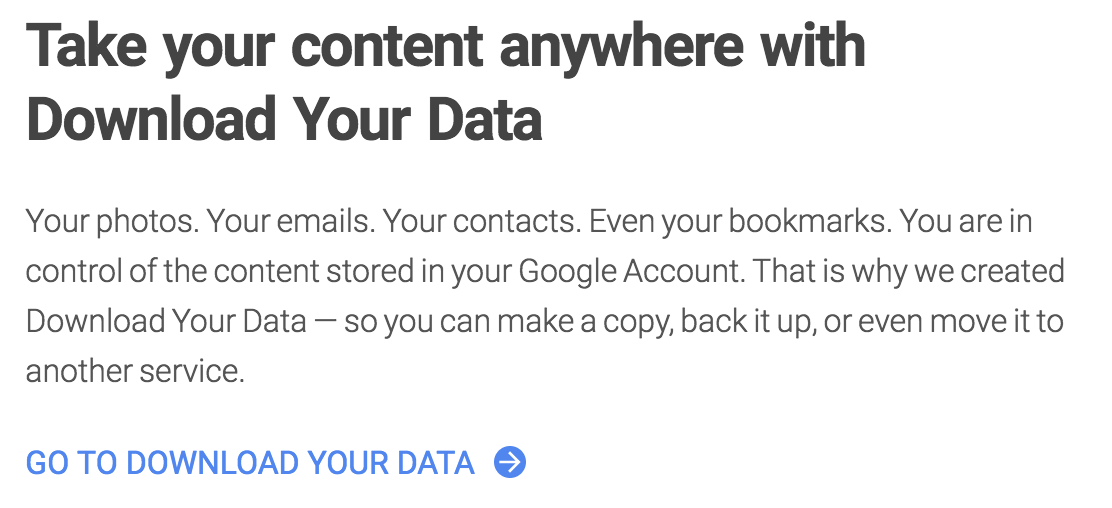 Take your content anywhere with
Download Your Data
Your photos. Your emails. Your contacts. Even your bookmarks. You are in
control of the content stored in your Google Account. That is why we created
Download Your Data — so you can make a copy, back it up, or even move it to
another service.
GO TO DOWNLOAD YOUR DATA